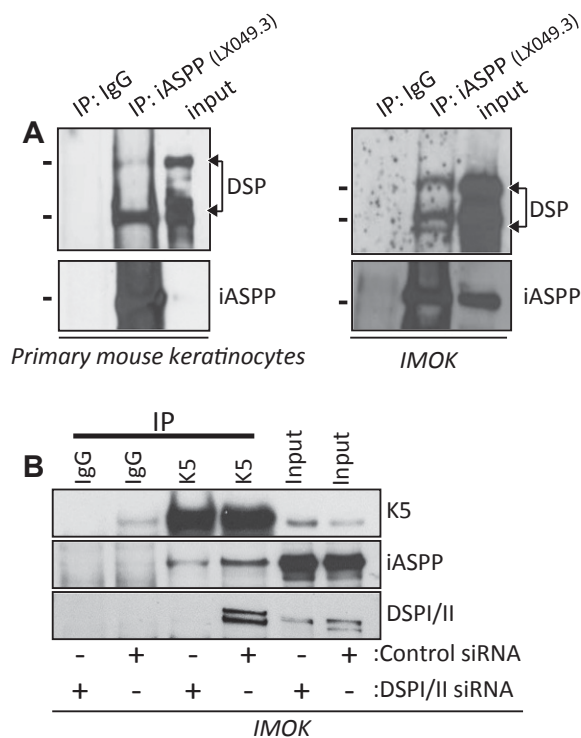 IP: IgG
IP: iASPP (LX049.3)
input
IP: IgG
IP: iASPP (LX049.3)
input
A
DSP
DSP
iASPP
iASPP
Primary mouse keratinocytes
IMOK
IP
B
IgG
IgG
K5
K5
Input
Input
K5
iASPP
DSPI/II
- + - + - + :Control siRNA
+ - + - + - :DSPI/II siRNA
IMOK